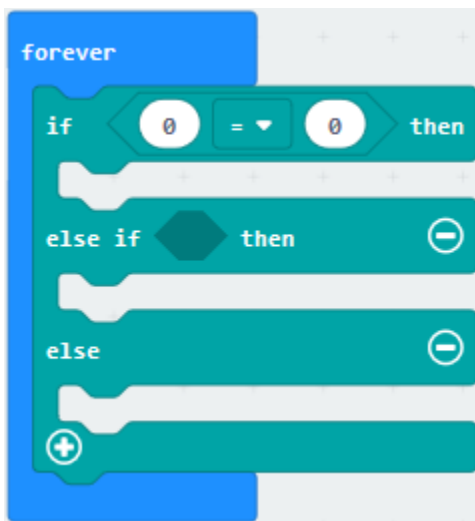 forever
if 0 = 0 then
else if then
else